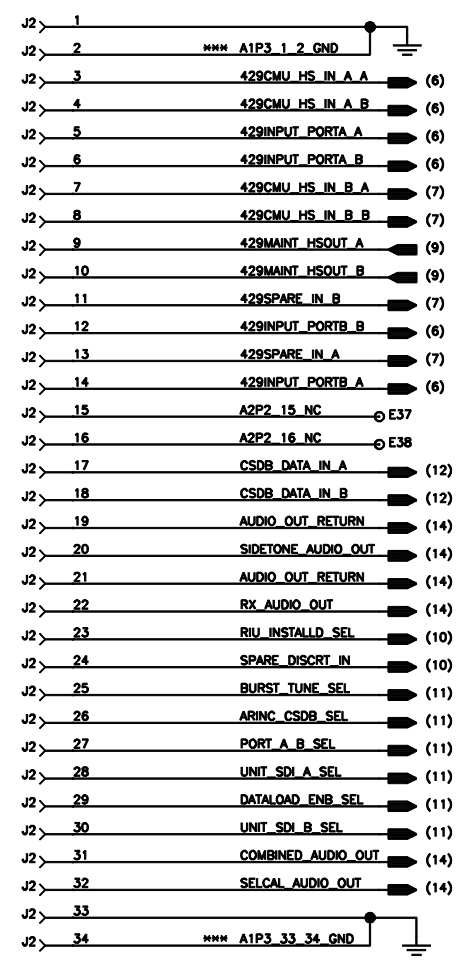 J2 1
J2 2 *** A1P3_1_2_GND
J2 3 429CMU_HS_IN_A_A (6)
J2 4 429CMU_HS_IN_A_B (6)
J2 5 429INPUT_PORTA_A (6)
J2 6 429INPUT_PORTA_B (6)
J2 7 429CMU_HS_IN_B_A (7)
J2 8 429CMU_HS_IN_B_B (7)
J2 9 429MAINT_HSOUT_A (9)
J2 10 429MAINT_HSOUT_B (9)
J2 11 429SPARE_IN_B (7)
J2 12 429INPUT_PORTB_B (6)
J2 13 429SPARE_IN_A (7)
J2 14 429INPUT_PORTB_A (6)
J2 15 A2P2_15_NC E37
J2 16 A2P2_16_NC E38
J2 17 CSDB_DATA_IN_A (12)
J2 18 CSDB_DATA_IN_B (12)
J2 19 AUDIO_OUT_RETURN (14)
J2 20 SIDETONE_AUDIO_OUT (14)
J2 21 AUDIO_OUT_RETURN (14)
J2 22 RX_AUDIO_OUT (14)
J2 23 RIU_INSTALLD_SEL (10)
J2 24 SPARE_DISCRT_IN (10)
J2 25 BURST_TUNE_SEL (11)
J2 26 ARINC_CSDB_SEL (11)
J2 27 PORT_A_B_SEL (11)
J2 28 UNIT_SDI_A_SEL (11)
J2 29 DATALOAD_ENB_SEL (11)
J2 30 UNIT_SDI_B_SEL (11)
J2 31 COMBINED_AUDIO_OUT (14)
J2 32 SELCAL_AUDIO_OUT (14)
J2 33
J2 34 *** A1P3_33_34_GND